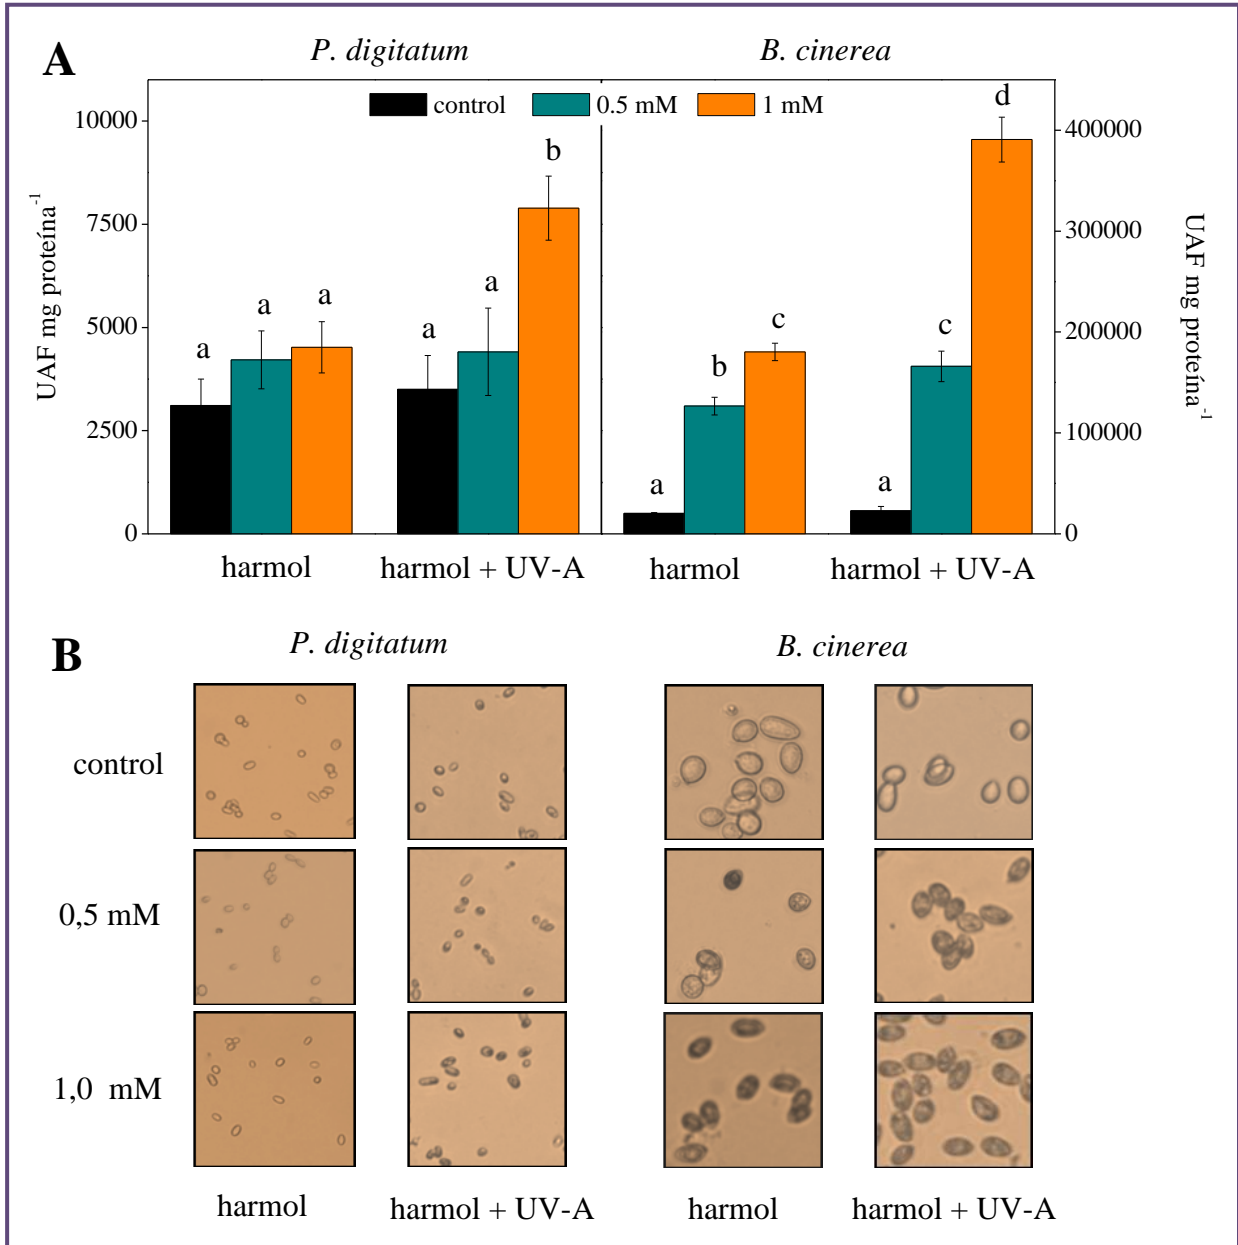 A
P. digitatum
B. cinerea
control
0.5 mM
1 mM
10000
7500
5000
2500
0
UAF mg proteína-1
a
a
a
a
a
b
a
b
c
a
c
d
400000
300000
200000
100000
0
UAF mg proteína-1
harmol
harmol + UV-A
harmol
harmol + UV-A
B
P. digitatum
B. cinerea
control
0,5 mM
1,0 mM
harmol
harmol + UV-A
harmol
harmol + UV-A